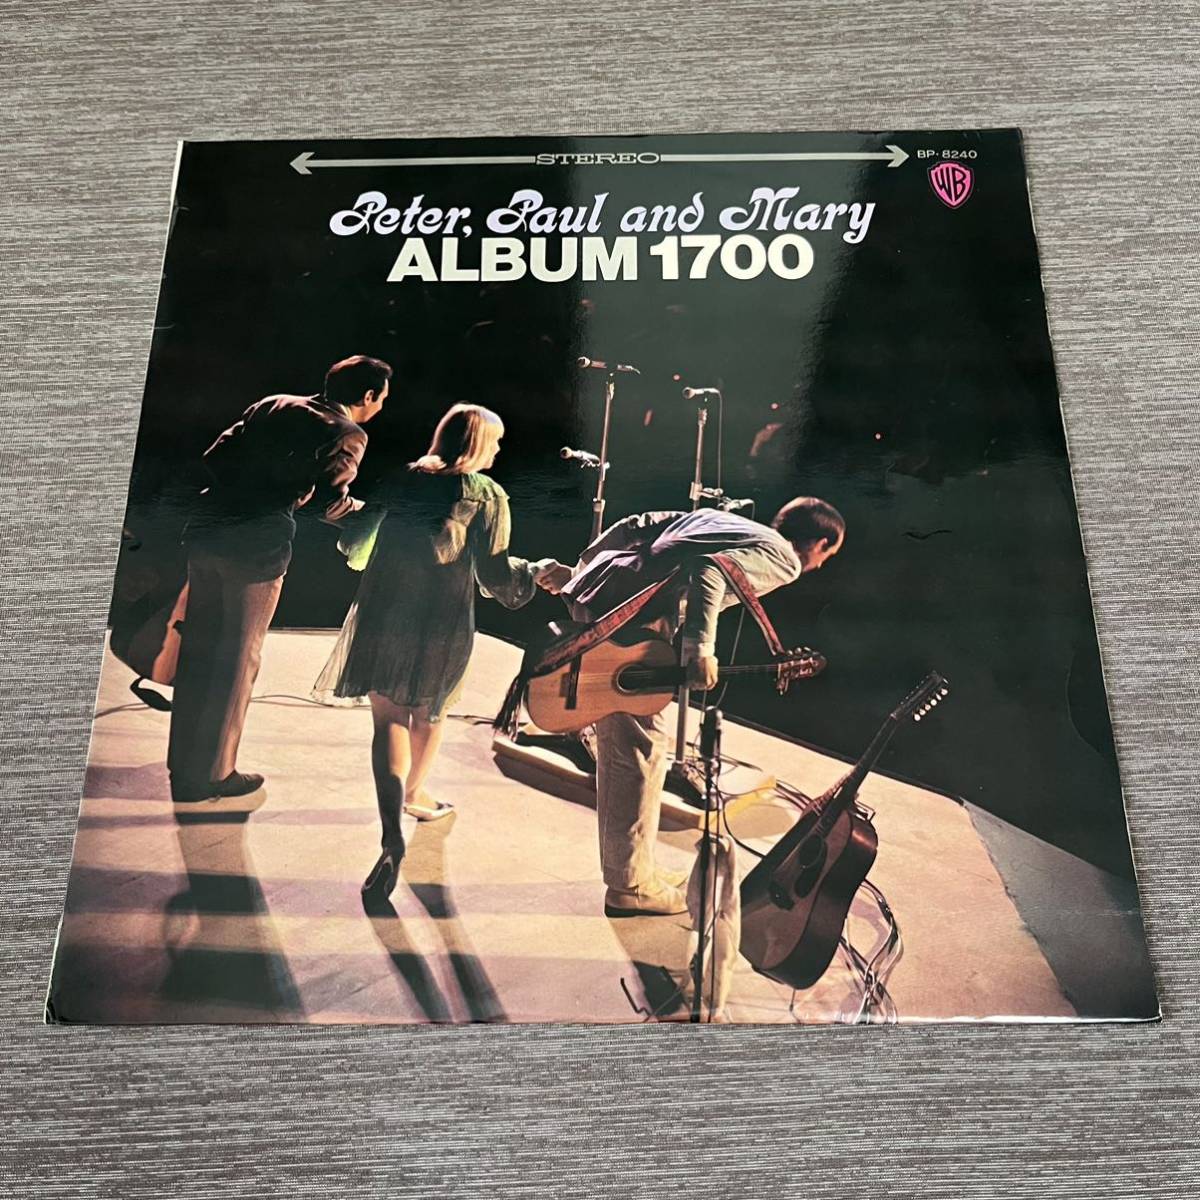 STEREO
BP-8240
WB
Peter, Paul and Mary
ALBUM 1700